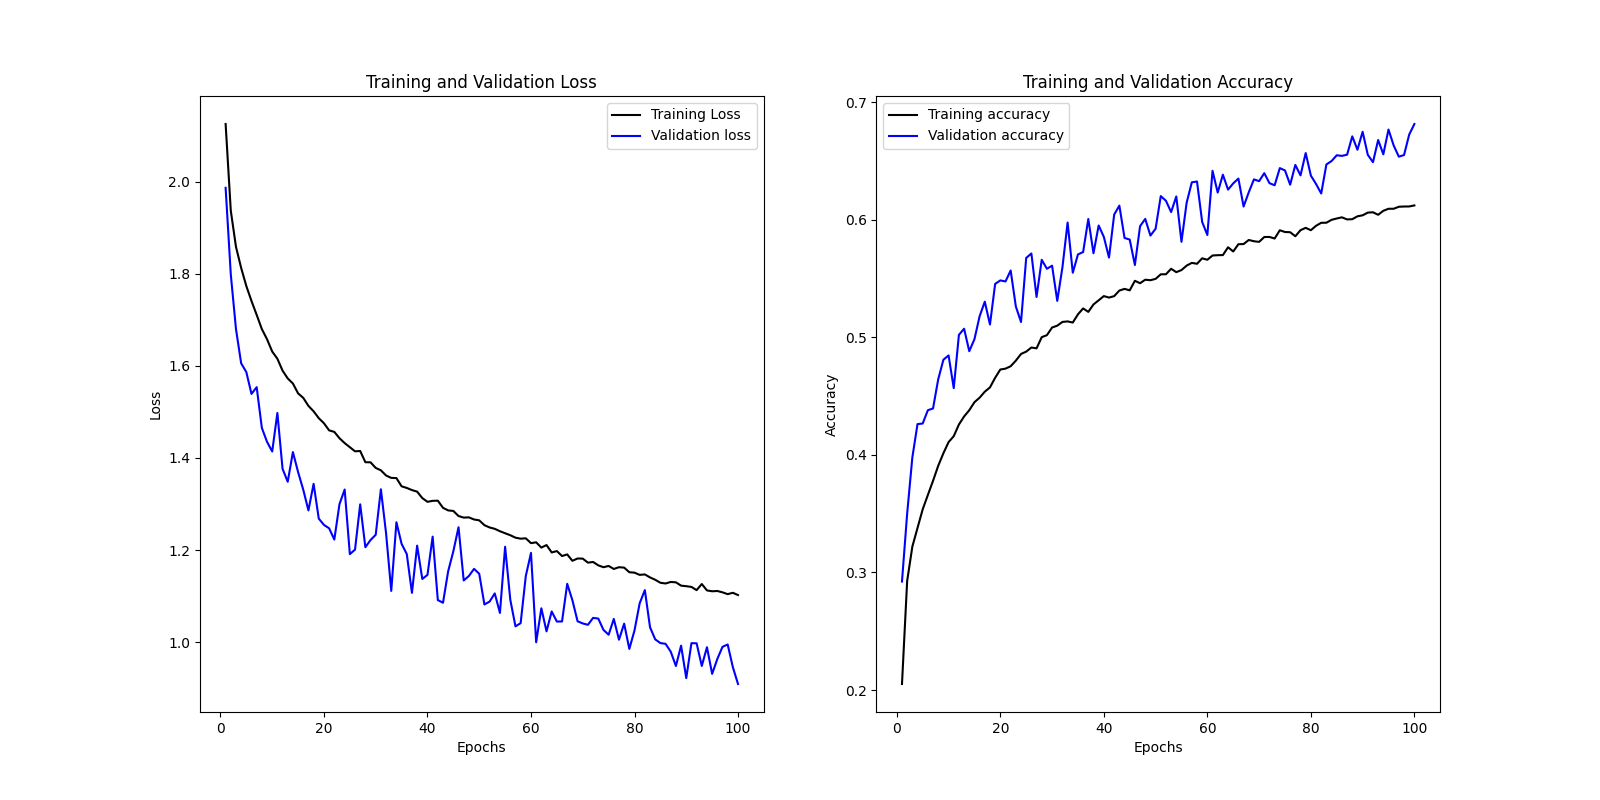 Training and Validation Loss
Training Loss
Validation loss
2.0
1.8
1.6
1.4
1.2
1.0
Loss
0 20 40 60 80 100
Epochs
Training and Validation Accuracy
Training accuracy
Validation accuracy
0.7
0.6
0.5
0.4
0.3
0.2
Accuracy
0 20 40 60 80 100
Epochs